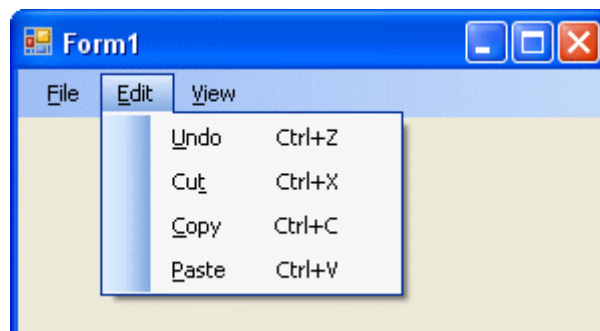 Form1
File Edit View
Undo Ctrl+Z
Cut Ctrl+X
Copy Ctrl+C
Paste Ctrl+V